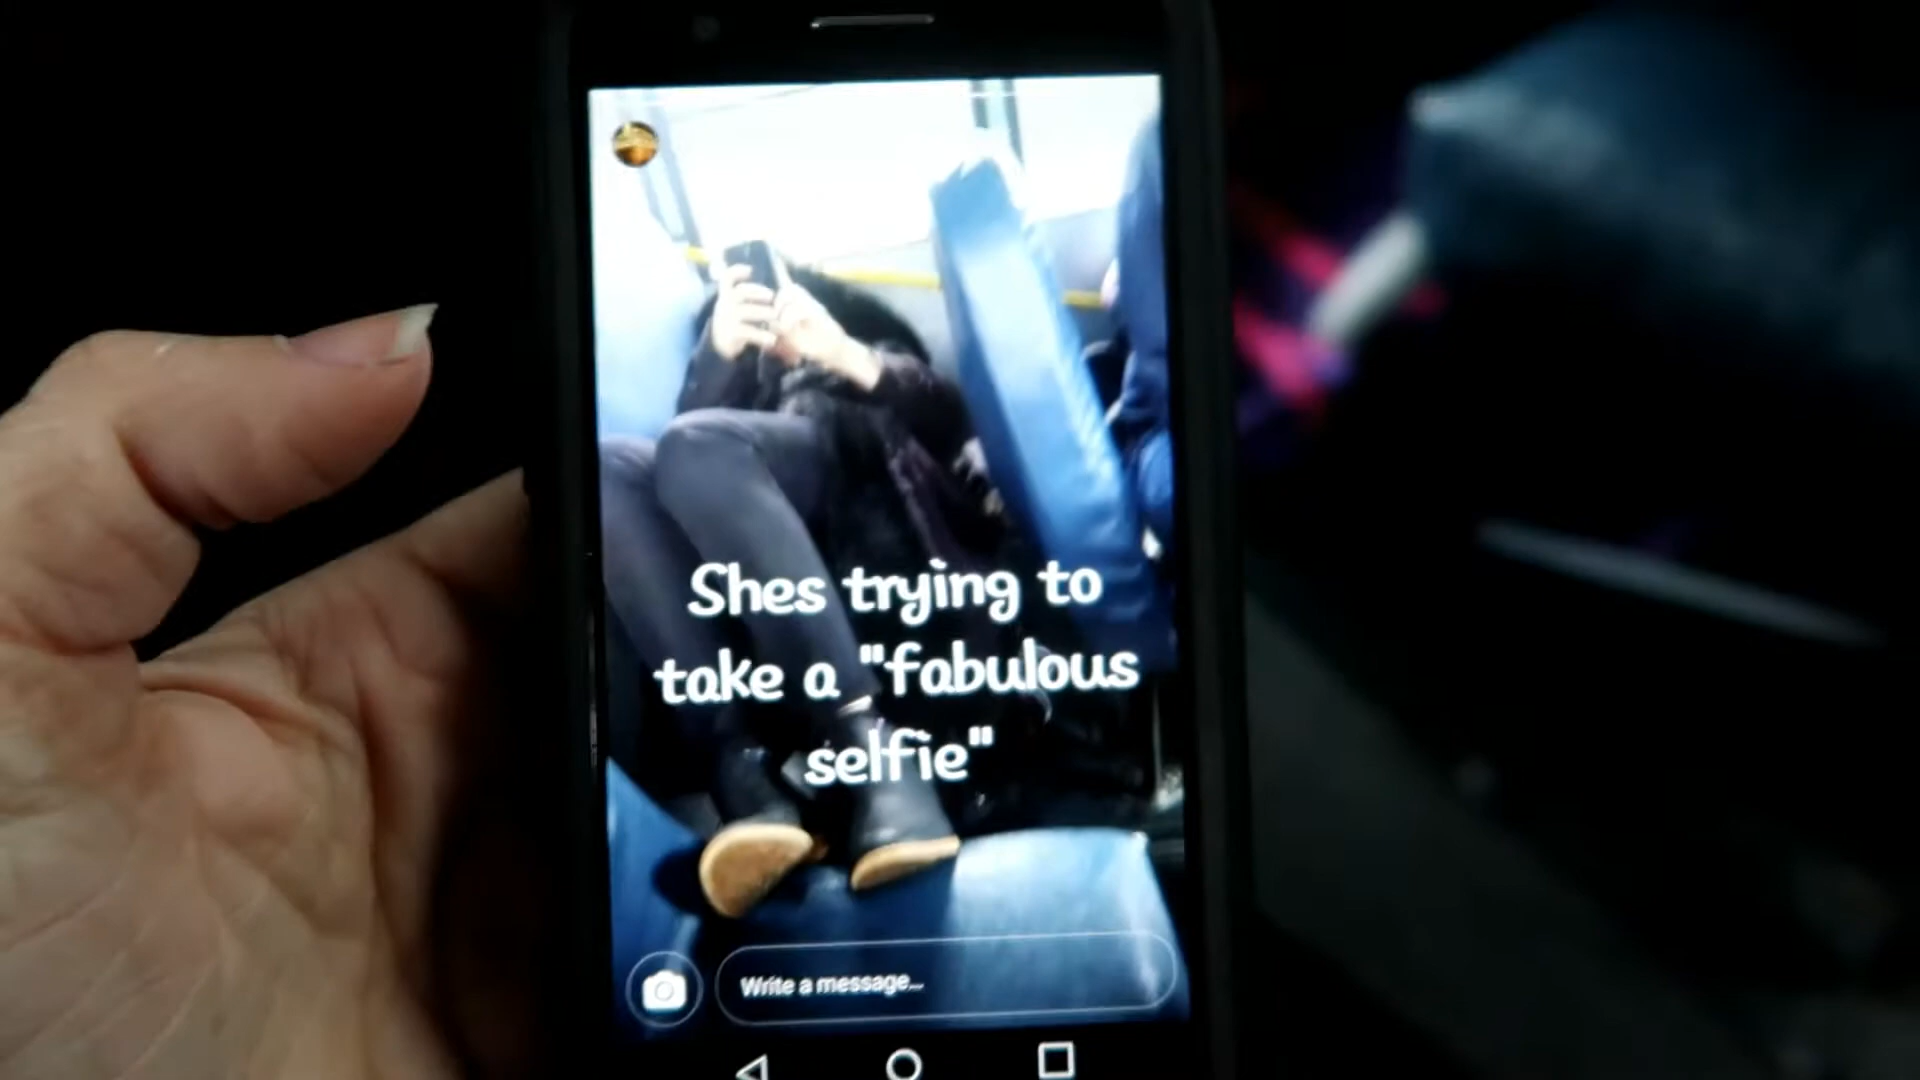 Shes trying to
take a "fabulous
selfie"
Write a message...